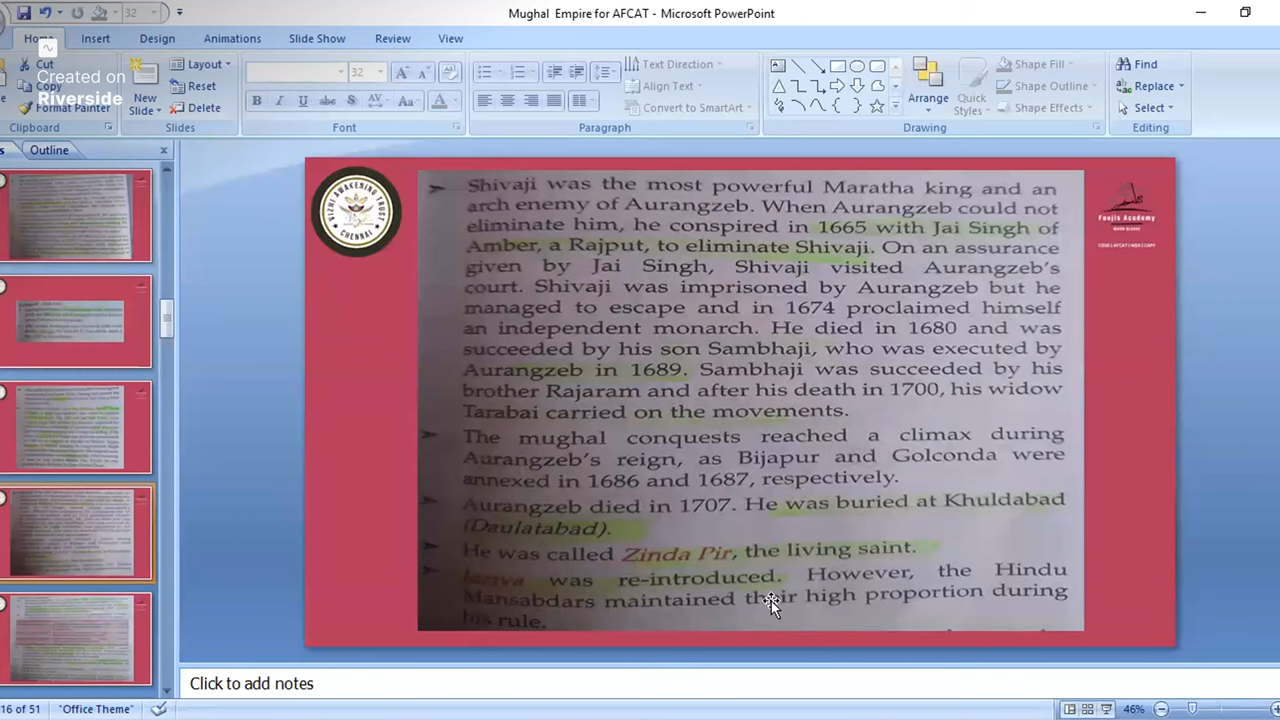 Mughal Empire for AFCAT - Microsoft PowerPoint
32
Home Insert Design Animations Slide Show Review View
Created on
Riverside
Cut
Copy
Format Painter
Clipboard
New
Slide
Layout
Reset
Delete
Slides
32
Font
Text Direction
Align Text
Convert to SmartArt
Paragraph
Arrange
Quick
Styles
Shape Fill
Shape Outline
Shape Effects
Drawing
Find
Replace
Select
Editing
Outline
AWAKENING TRUST
CHENNAI
Foujis Academy
Shivaji was the most powerful Maratha king and an
archenemy of Aurangzeb. When Aurangzeb could not
eliminate him, he conspired in 1665 with Jai Singh of
Amber, a Rajput, to eliminate Shivaji. On an assurance
given by Jai Singh, Shivaji visited Aurangzeb's
court. Shivaji was imprisoned by Aurangzeb but he
managed to escape and in 1674 proclaimed himself
an independent monarch. He died in 1680 and was
succeeded by his son Sambhaji, who was executed by
Aurangzeb in 1689. Sambhaji was succeeded by his
brother Rajaram and after his death in 1700, his widow
Tarabai carried on the movements.
The mughal conquests reached a climax during
Aurangzeb's reign, as Bijapur and Golconda were
annexed in 1686 and 1687, respectively.
Aurangzeb died in 1707. He was buried at Khuldabad
(Daulatabad).
He was called Zinda Pir, the living saint.
Jaziya was re-introduced. However, the Hindu
Mansabdars maintained their high proportion during
his rule.
Click to add notes
16 of 51
"Office Theme"
46%